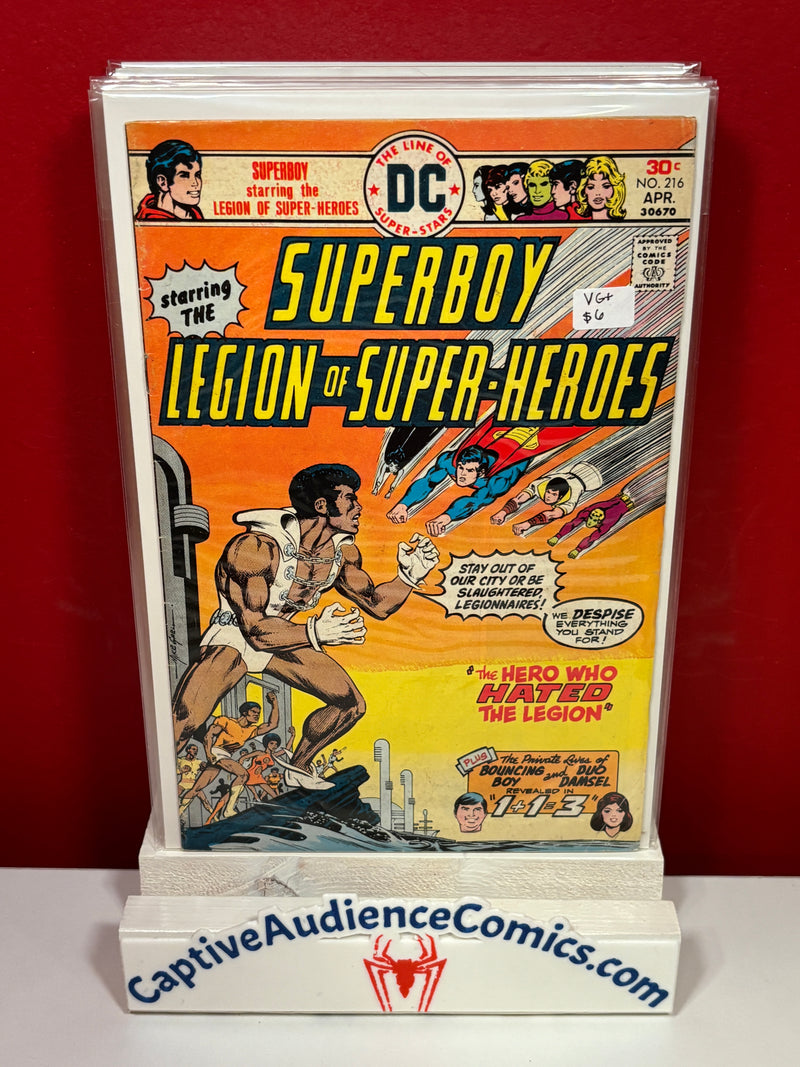 SUPERBOY
starring the
LEGION OF SUPER-HEROES
THE LINE OF
DC
SUPER-STARS
30c
NO. 216
APR.
30670
APPROVED
BY THE
COMICS
CODE
AUTHORITY
starring
THE
SUPERBOY
VG+
$6
LEGION OF SUPER-HEROES
STAY OUT OF
OUR CITY OR BE
SLAUGHTERED,
LEGIONNAIRES!
WE DESPISE
EVERYTHING
YOU STAND
FOR!
"The HERO WHO
HATED
THE LEGION"
PLUS
The Private Lives of
BOUNCING and DUO
BOY DAMSEL
REVEALED IN
"1+1=3"
CaptiveAudienceComics.com